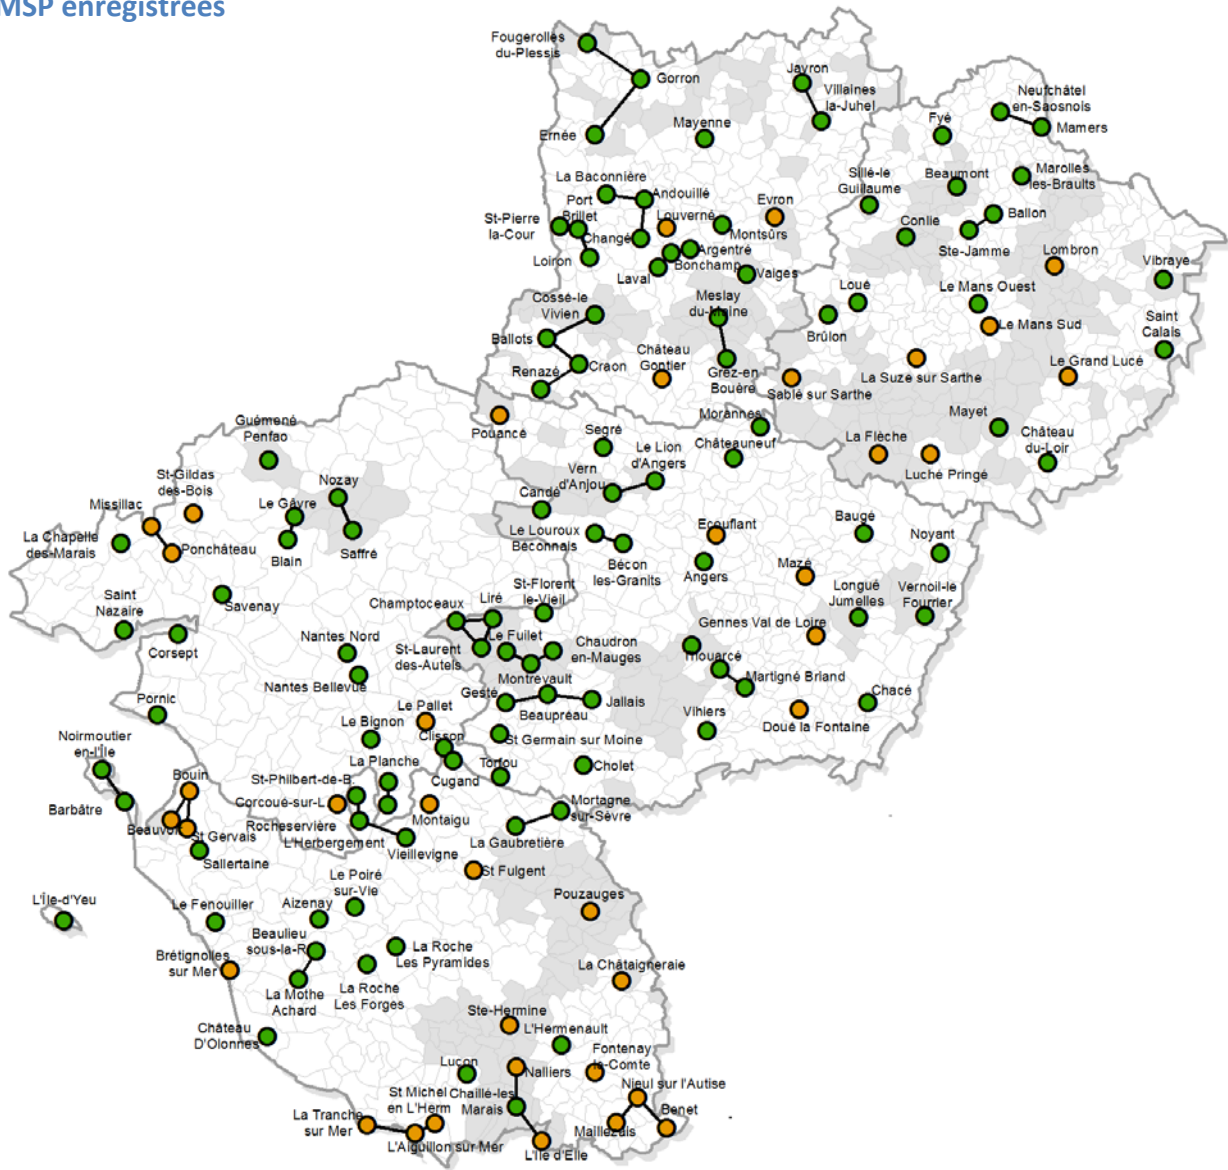 MSP enregistrées
Fougerolles
du-Plessis
Gorron
Javron
Villaines
la-Juhel
Neufchâtel
en-Saosnois
Mamers
Ernée
Mayenne
Fyé
La Baconnière
Andouillé
Sillé-le
Guillaume
Beaumont
Marolles
les-Braults
Port
Brillet
St-Pierre
la-Cour
Changé
Louverné
Evron
Montsûrs
Conlie
Ballon
Ste-Jamme
Lombron
Vibraye
Loiron
Argentré
Bonchamp
Laval
Vaiges
Cossé-le
Vivien
Meslay
du-Maine
Loué
Le Mans Ouest
Le Mans Sud
Saint
Calais
Brûlon
Ballots
Craon
Renazé
Château
Gontier
Grez-en
Bouère
Sablé sur Sarthe
La Suze sur Sarthe
Le Grand Lucé
Pouancé
Morannes
Mayet
Guémené
Penfao
Segré
Le Lion
d'Angers
Châteauneuf
La Flèche
Luché Pringé
Château
du-Loir
St-Gildas
des-Bois
Nozay
Vern
d'Anjou
Candé
Missillac
Le Gâvre
La Chapelle
des-Marais
Ponchâteau
Blain
Saffré
Le Louroux
Béconnais
Bécon
les-Granits
Ecouflant
Angers
Baugé
Noyant
Mazé
Saint
Nazaire
Savenay
Champtoceaux
Liré
St-Florent
le-Vieil
Longué
Jumelles
Vernoil-le
Fourrier
Corsept
Nantes Nord
St-Laurent
des-Autels
Le Fuilet
Chaudron
en-Mauges
Gennes Val de Loire
Thouarcé
Martigné Briand
Nantes Bellevue
Montrevault
Gesté
Jallais
Beaupréau
Chacé
Pornic
Le Pallet
Vihiers
Doué la Fontaine
Noirmoutier
en-l'Île
Le Bignon
Clisson
St Germain sur Moine
La Planche
Torfou
Cholet
Cugand
Bouin
St-Philbert-de-B.
Barbâtre
Corcoué-sur-L.
Montaigu
Mortagne
sur-Sèvre
Beauvoir
St Gervais
Rocheservière
L'Herbergement
La Gaubretière
Vieillevigne
Sallertaine
St Fulgent
Le Poiré
sur-Vie
L'Île-d'Yeu
Le Fenouiller
Aizenay
Pouzauges
Beaulieu
sous-la-R
La Roche
Les Pyramides
Brétignolles
sur Mer
La Mothe
Achard
La Roche
Les Forges
La Châtaigneraie
Château
D'Olonnes
Ste-Hermine
L'Hermenault
Fontenay
le-Comte
Luçon
Nalliers
Nieul sur l'Autise
St Michel
en L'Herm
Chaillé-les
Marais
Benet
La Tranche
sur Mer
Maillezais
L'Aiguillon sur Mer
L'Île d'Elle